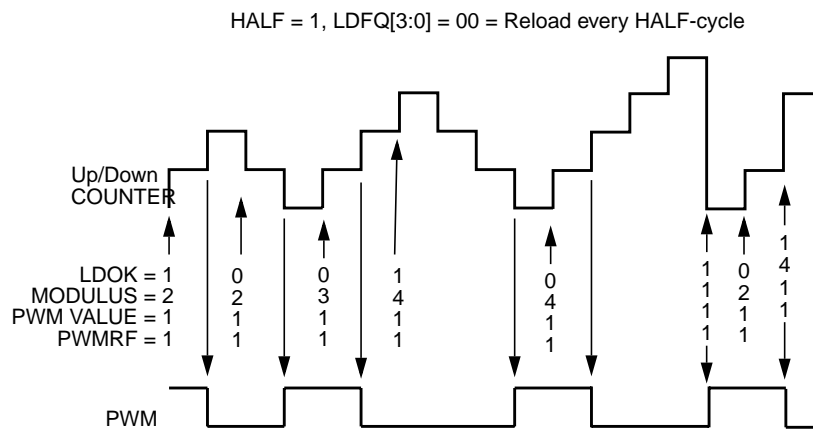 HALF = 1, LDFQ[3:0] = 00 = Reload every HALF-cycle
Up/Down
COUNTER
LDOK = 1 0 0 1 0 1 0 1
MODULUS = 2 2 3 4 4 1 2 4
PWM VALUE = 1 1 1 1 1 1 1 1
PWMRF = 1 1 1 1 1 1 1 1
PWM